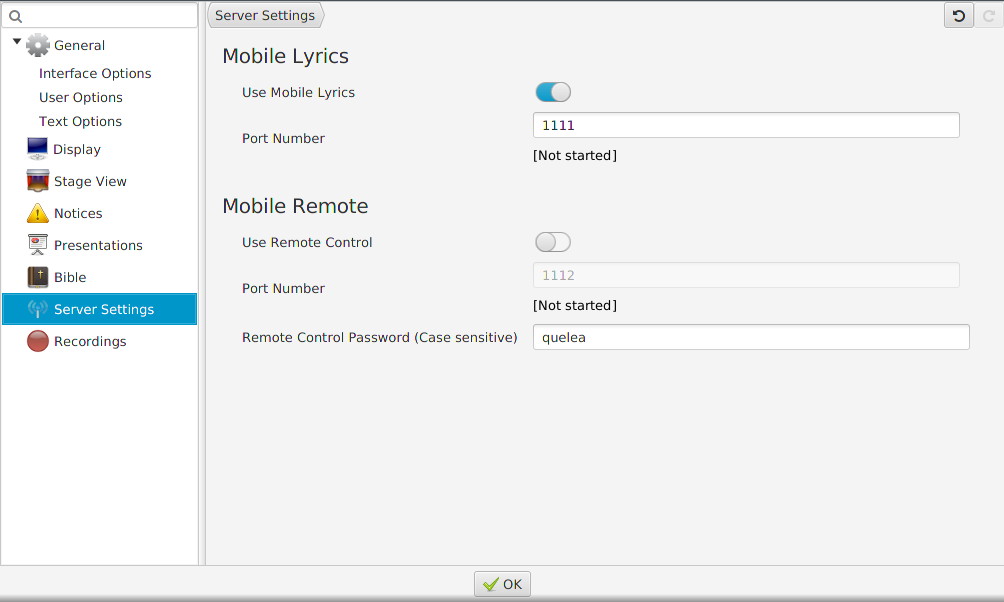 Server Settings
General
Interface Options
User Options
Text Options
Display
Stage View
Notices
Presentations
Bible
Server Settings
Recordings
Mobile Lyrics
Use Mobile Lyrics
Port Number
1111
[Not started]
Mobile Remote
Use Remote Control
Port Number
1112
[Not started]
Remote Control Password (Case sensitive)
quelea
OK